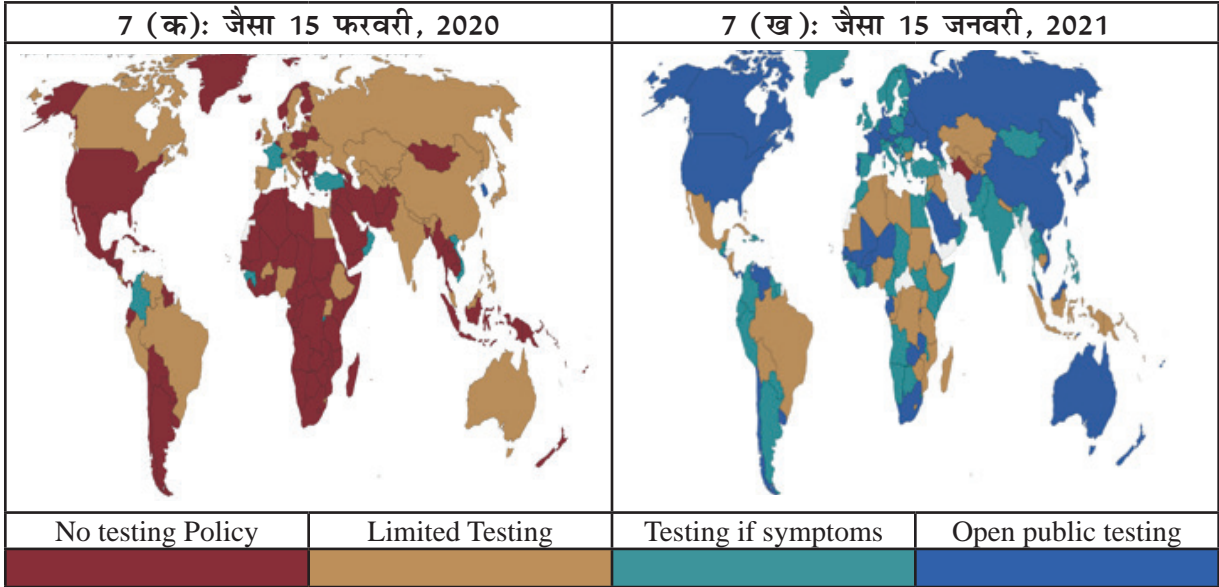 7 (क): जैसा 15 फरवरी, 2020
7 (ख): जैसा 15 जनवरी, 2021
No testing Policy
Limited Testing
Testing if symptoms
Open public testing